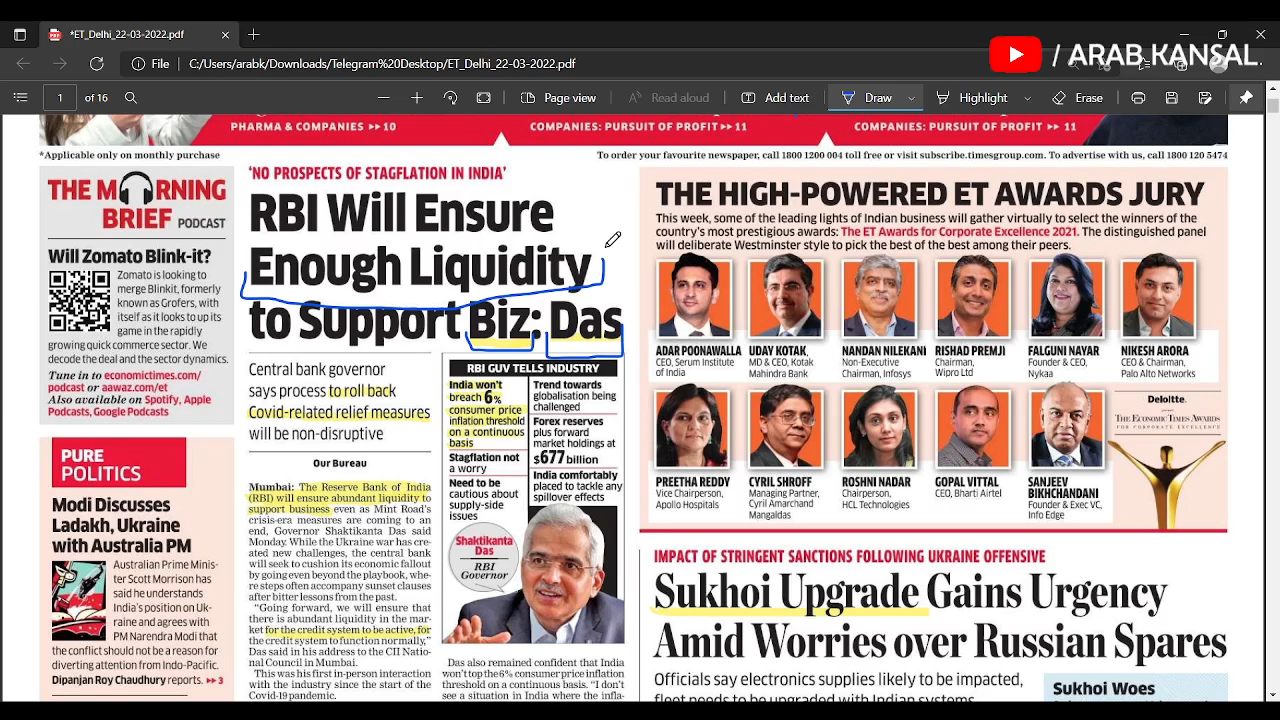 *ET_Delhi_22-03-2022.pdf
/ ARAB KANSAL
File
C:/Users/arabk/Downloads/Telegram%20Desktop/ET_Delhi_22-03-2022.pdf
1 of 16
Page view
Read aloud
Add text
Draw
Highlight
Erase
PHARMA & COMPANIES ►► 10
COMPANIES: PURSUIT OF PROFIT ►► 11
COMPANIES: PURSUIT OF PROFIT ►► 11
*Applicable only on monthly purchase
To order your favourite newspaper, call 1800 1200 004 toll free or visit subscribe.timesgroup.com. To advertise with us, call 1800 120 5474
THE MORNING
BRIEF PODCAST
Will Zomato Blink-it?
Zomato is looking to
merge Blinkit, formerly
known as Grofers, with
itself as it looks to up its
game in the rapidly
growing quick commerce sector. We
decode the deal and the sector dynamics.
Tune in to economictimes.com/
podcast or aawaz.com/et
Also available on Spotify, Apple
Podcasts, Google Podcasts
PURE
POLITICS
Modi Discusses
Ladakh, Ukraine
with Australia PM
Australian Prime Minis-
ter Scott Morrison has
said he understands
India's position on Uk-
raine and agrees with
PM Narendra Modi that
the conflict should not be a reason for
diverting attention from Indo-Pacific.
Dipanjan Roy Chaudhury reports. ►► 3
'NO PROSPECTS OF STAGFLATION IN INDIA'
RBI Will Ensure
Enough Liquidity
to Support Biz: Das
Central bank governor
says process to roll back
Covid-related relief measures
will be non-disruptive
Our Bureau
Mumbai: The Reserve Bank of India
(RBI) will ensure abundant liquidity to
support business even as Mint Road's
crisis-era measures are coming to an
end, Governor Shaktikanta Das said
Monday. While the Ukraine war has cre-
ated new challenges, the central bank
will seek to cushion its economic fallout
by going even beyond the playbook, whe-
re steps often accompany sunset clauses
after bitter lessons from the past.
"Going forward, we will ensure that
there is abundant liquidity in the mar-
ket for the credit system to be active, for
the credit system to function normally,"
Das said in his address to the CII Natio-
nal Council in Mumbai.
This was his first in-person interaction
with the industry since the start of the
Covid-19 pandemic.
RBI GUV TELLS INDUSTRY
India won't
breach 6%
consumer price
inflation threshold
on a continuous
basis
Stagflation not
a worry
Need to be
cautious about
supply-side
issues
Trend towards
globalisation being
challenged
Forex reserves
plus forward
market holdings at
$677 billion
India comfortably
placed to tackle any
spillover effects
Shaktikanta
Das
RBI
Governor
Das also remained confident that India
won't top the 6% consumer price inflation
threshold on a continuous basis. "I don't
see a situation in India where the infla-
THE HIGH-POWERED ET AWARDS JURY
This week, some of the leading lights of Indian business will gather virtually to select the winners of the
country's most prestigious awards: The ET Awards for Corporate Excellence 2021. The distinguished panel
will deliberate Westminster style to pick the best of the best among their peers.
ADAR POONAWALLA
CEO, Serum Institute
of India
UDAY KOTAK,
MD & CEO, Kotak
Mahindra Bank
NANDAN NILEKANI
Non-Executive
Chairman, Infosys
RISHAD PREMJI
Chairman,
Wipro Ltd
FALGUNI NAYAR
Founder & CEO,
Nykaa
NIKESH ARORA
CEO & Chairman,
Palo Alto Networks
PREETHA REDDY
Vice Chairperson,
Apollo Hospitals
CYRIL SHROFF
Managing Partner,
Cyril Amarchand
Mangaldas
ROSHNI NADAR
Chairperson,
HCL Technologies
GOPAL VITTAL
CEO, Bharti Airtel
SANJEEV
BIKHCHANDANI
Founder & Exec VC,
Info Edge
Deloitte.
THE ECONOMIC TIMES AWARDS
FOR CORPORATE EXCELLENCE
IMPACT OF STRINGENT SANCTIONS FOLLOWING UKRAINE OFFENSIVE
Sukhoi Upgrade Gains Urgency
Amid Worries over Russian Spares
Officials say electronics supplies likely to be impacted,
fleet needs to be upgraded with Indian systems
Sukhoi Woes